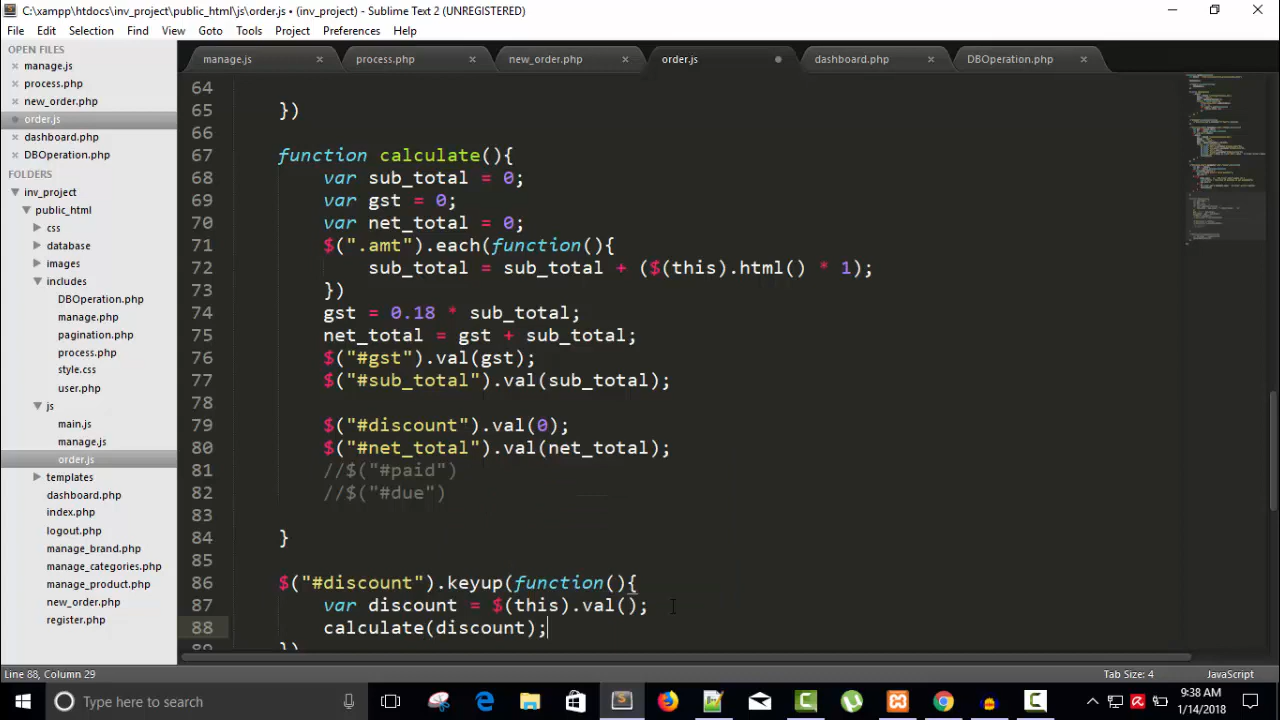 C:\xampp\htdocs\inv_project\public_html\js\order.js • (inv_project) - Sublime Text 2 (UNREGISTERED)
File Edit Selection Find View Goto Tools Project Preferences Help
OPEN FILES
manage.js
process.php
new_order.php
order.js
dashboard.php
DBOperation.php
FOLDERS
inv_project
public_html
css
database
images
includes
DBOperation.php
manage.php
pagination.php
process.php
style.css
user.php
js
main.js
manage.js
order.js
templates
dashboard.php
index.php
logout.php
manage_brand.php
manage_categories.php
manage_product.php
new_order.php
register.php
manage.js process.php new_order.php order.js dashboard.php DBOperation.php
64
65 })
66
67 function calculate(){
68 var sub_total = 0;
69 var gst = 0;
70 var net_total = 0;
71 $(".amt").each(function(){
72 sub_total = sub_total + ($(this).html() * 1);
73 })
74 gst = 0.18 * sub_total;
75 net_total = gst + sub_total;
76 $("#gst").val(gst);
77 $("#sub_total").val(sub_total);
78
79 $("#discount").val(0);
80 $("#net_total").val(net_total);
81 //$("#paid")
82 //$("#due")
83
84 }
85
86 $("#discount").keyup(function(){
87 var discount = $(this).val();
88 calculate(discount);
89 })
Line 88, Column 29 Tab Size: 4 JavaScript
Type here to search
9:38 AM
1/14/2018